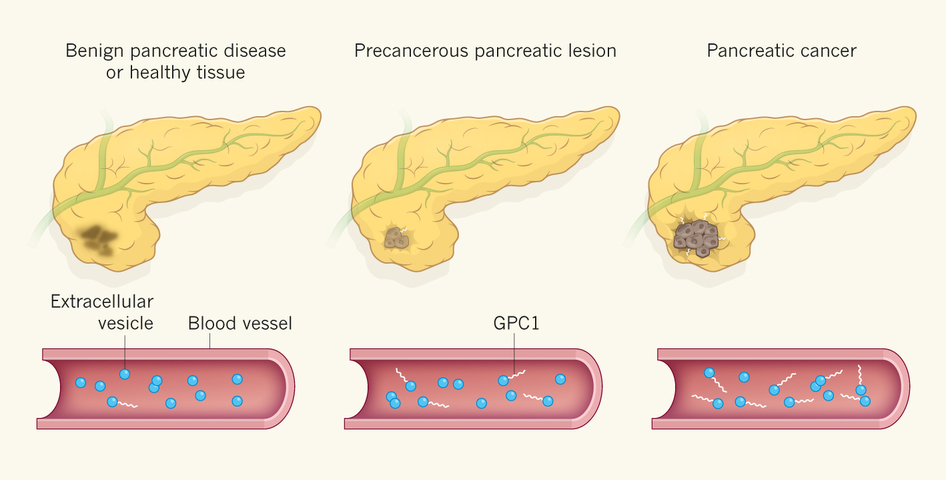 Benign pancreatic disease
or healthy tissue
Precancerous pancreatic lesion
Pancreatic cancer
Extracellular
vesicle
Blood vessel
GPC1